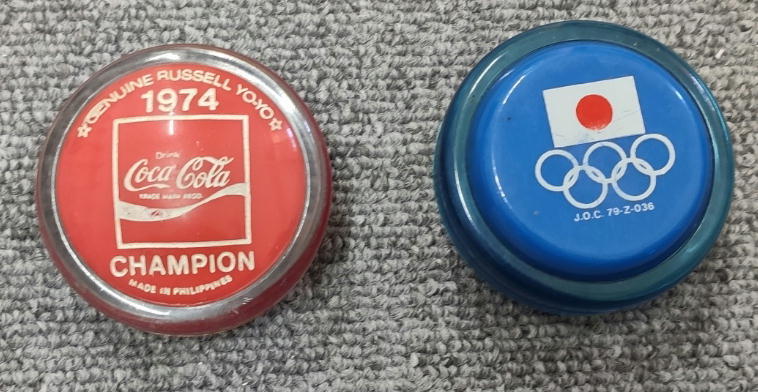 ☆GENUINE RUSSELL YO-YO☆
1974
Drink
Coca-Cola
TRADE MARK REGD.
CHAMPION
MADE IN PHILIPPINES
J.O.C. 79-Z-036